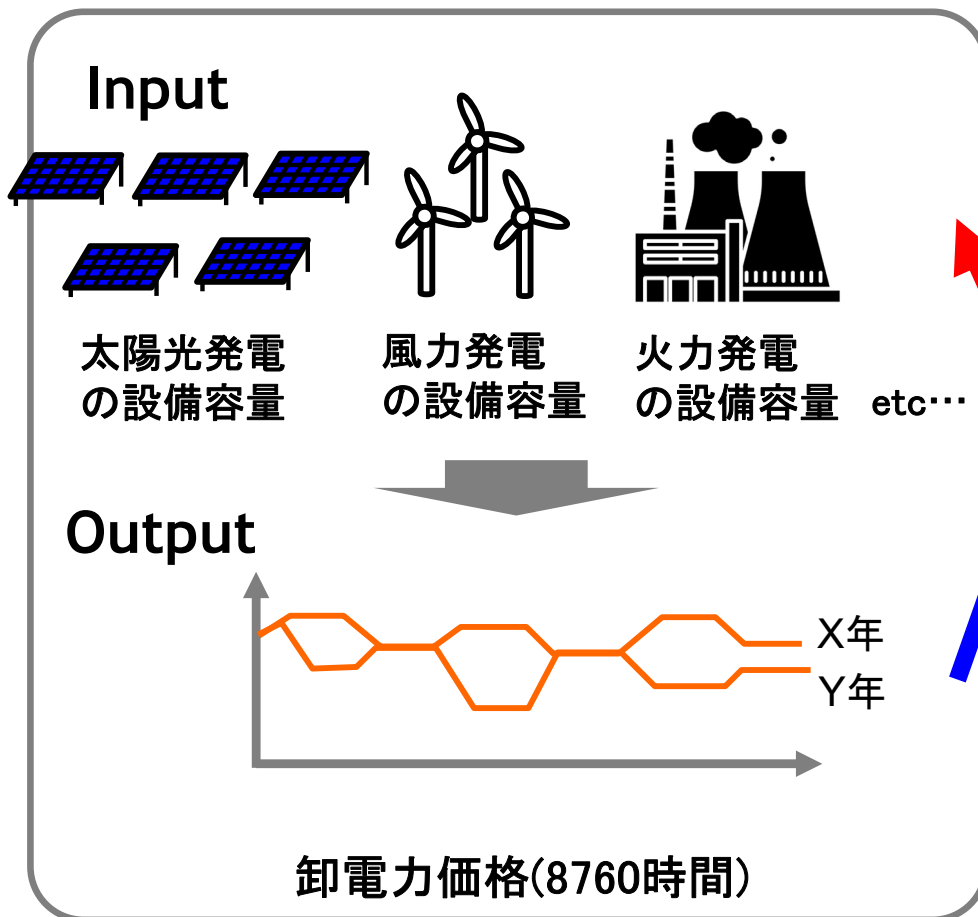 Input
太陽光発電
の設備容量
風力発電
の設備容量
火力発電
の設備容量
etc…
Output
X年
Y年
卸電力価格(8760時間)